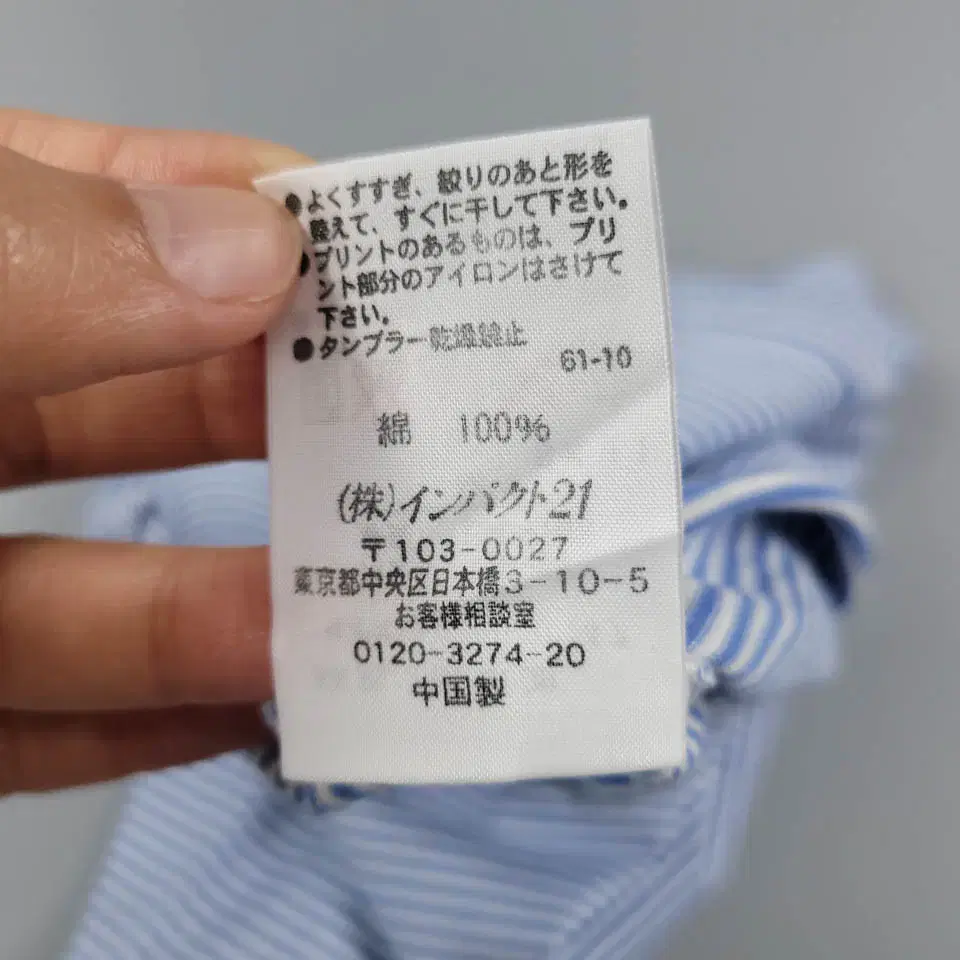 ●よくすすぎ、絞りのあと形を
整えて、すぐに干して下さい。
●プリントのあるものは、プリ
ント部分のアイロンはさけて
下さい。
●タンブラー乾燥禁止
61-10
綿 100%
(株)インパクト21
〒103-0027
東京都中央区日本橋3-10-5
お客様相談室
0120-3274-20
中国製